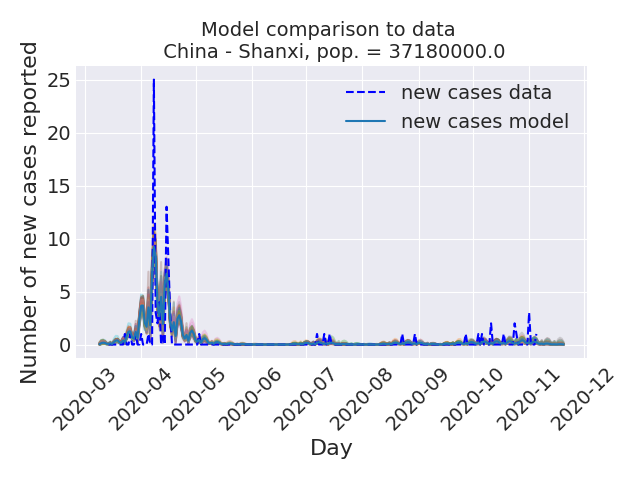 Model comparison to data
China - Shanxi, pop. = 37180000.0
Number of new cases reported
25
20
15
10
5
0
new cases data
new cases model
2020-03
2020-04
2020-05
2020-06
2020-07
2020-08
2020-09
2020-10
2020-11
2020-12
Day